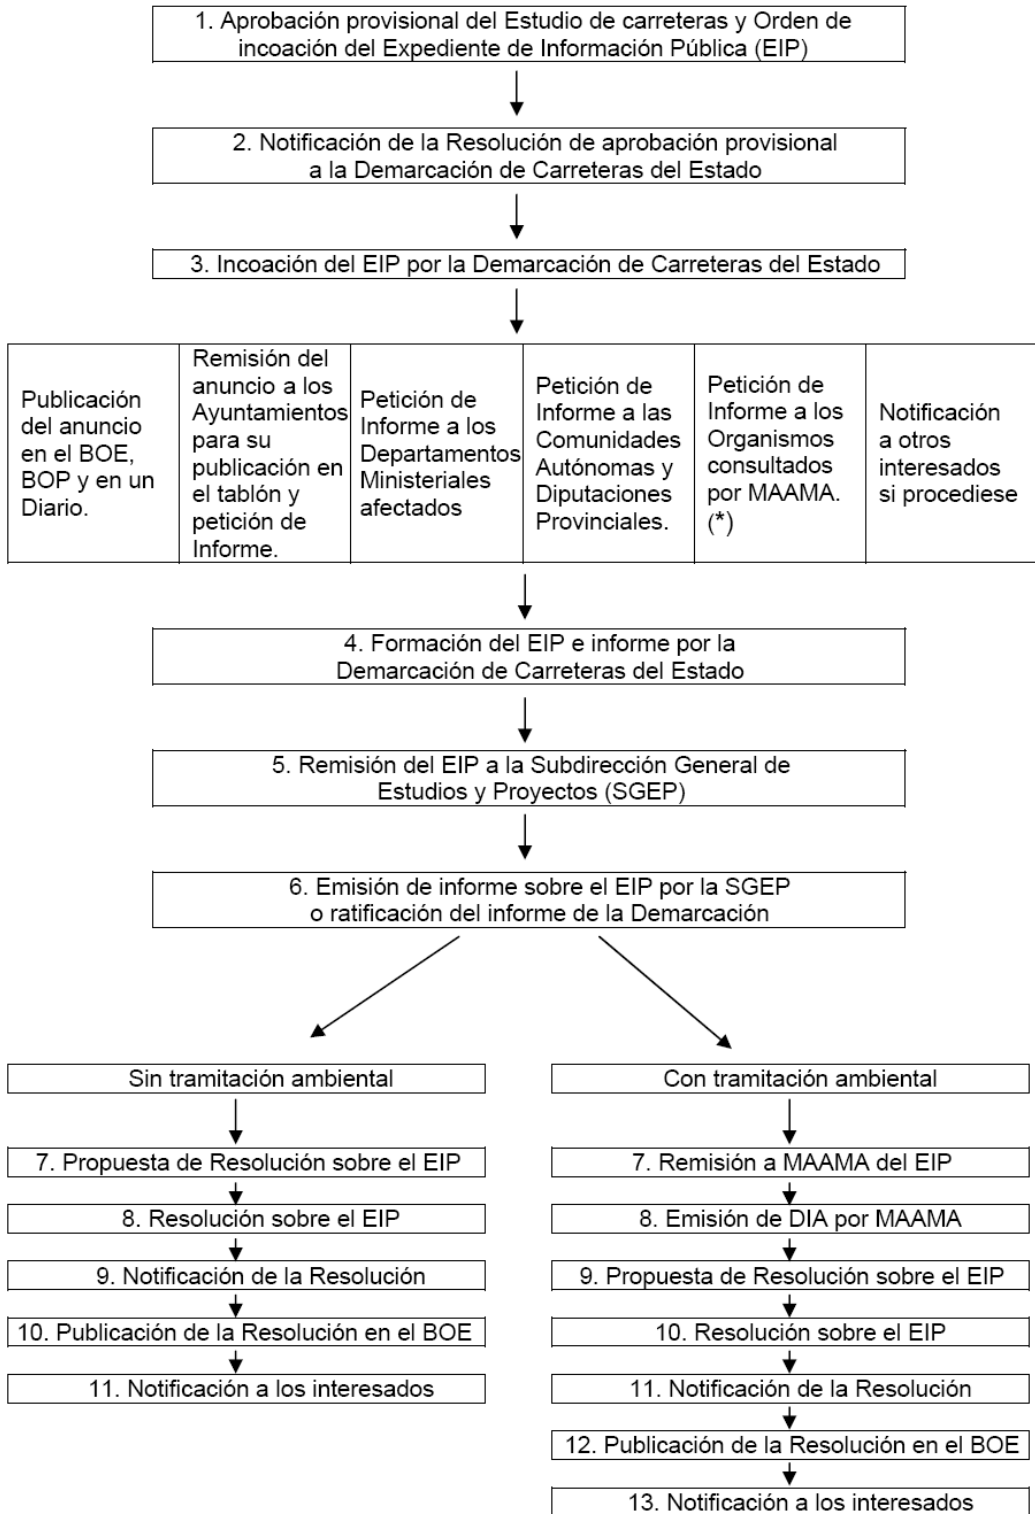 1. Aprobación provisional del Estudio de carreteras y Orden de
incoación del Expediente de Información Pública (EIP)
2. Notificación de la Resolución de aprobación provisional
a la Demarcación de Carreteras del Estado
3. Incoación del EIP por la Demarcación de Carreteras del Estado
Publicación
del anuncio
en el BOE,
BOP y en un
Diario.
Remisión del
anuncio a los
Ayuntamientos
para su
publicación en
el tablón y
petición de
Informe.
Petición de
Informe a los
Departamentos
Ministeriales
afectados
Petición de
Informe a las
Comunidades
Autónomas y
Diputaciones
Provinciales.
Petición de
Informe a los
Organismos
consultados
por MAAMA.
(*)
Notificación
a otros
interesados
si procediese
4. Formación del EIP e informe por la
Demarcación de Carreteras del Estado
5. Remisión del EIP a la Subdirección General de
Estudios y Proyectos (SGEP)
6. Emisión de informe sobre el EIP por la SGEP
o ratificación del informe de la Demarcación
Sin tramitación ambiental
7. Propuesta de Resolución sobre el EIP
8. Resolución sobre el EIP
9. Notificación de la Resolución
10. Publicación de la Resolución en el BOE
11. Notificación a los interesados
Con tramitación ambiental
7. Remisión a MAAMA del EIP
8. Emisión de DIA por MAAMA
9. Propuesta de Resolución sobre el EIP
10. Resolución sobre el EIP
11. Notificación de la Resolución
12. Publicación de la Resolución en el BOE
13. Notificación a los interesados